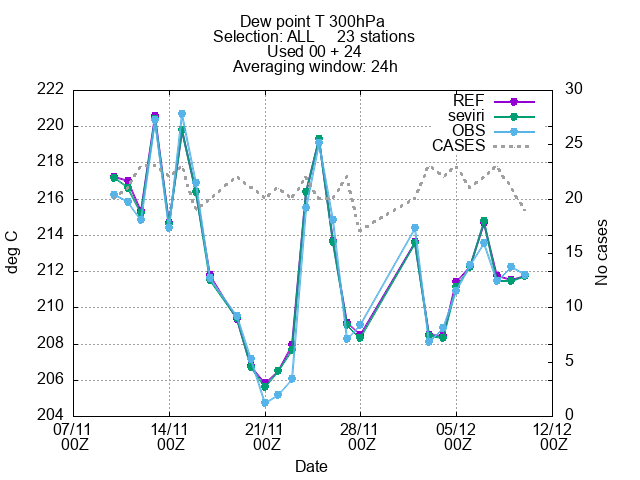 Dew point T 300hPa
Selection: ALL 23 stations
Used 00 + 24
Averaging window: 24h
222
220
218
216
214
212
210
208
206
204
30
25
20
15
10
5
0
REF
seviri
OBS
CASES
deg C
No cases
07/11 14/11 21/11 28/11 05/12 12/12
00Z 00Z 00Z 00Z 00Z 00Z
Date